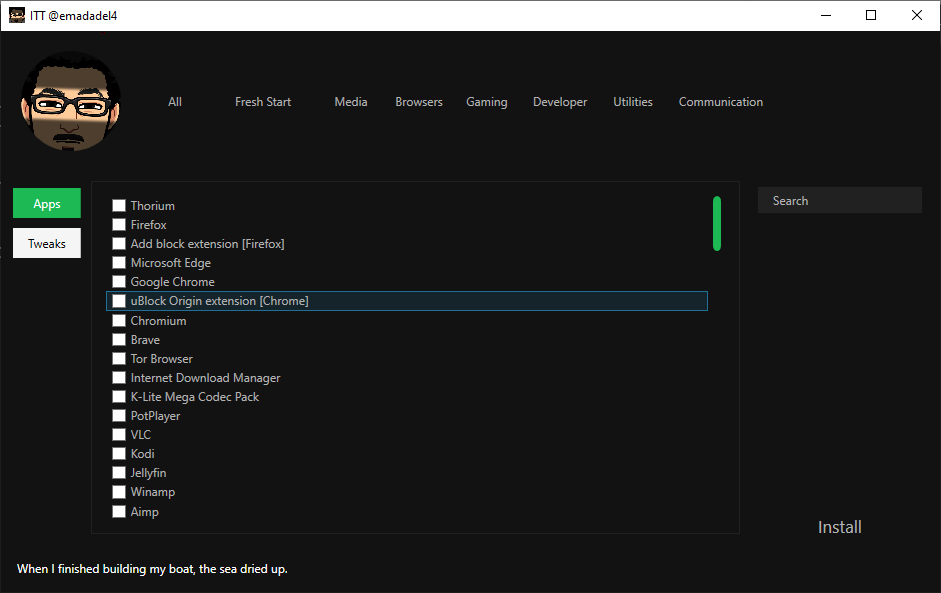 ITT @emadadel4
All Fresh Start Media Browsers Gaming Developer Utilities Communication
Apps
Tweaks
Search
Thorium
Firefox
Add block extension [Firefox]
Microsoft Edge
Google Chrome
uBlock Origin extension [Chrome]
Chromium
Brave
Tor Browser
Internet Download Manager
K-Lite Mega Codec Pack
PotPlayer
VLC
Kodi
Jellyfin
Winamp
Aimp
Install
When I finished building my boat, the sea dried up.